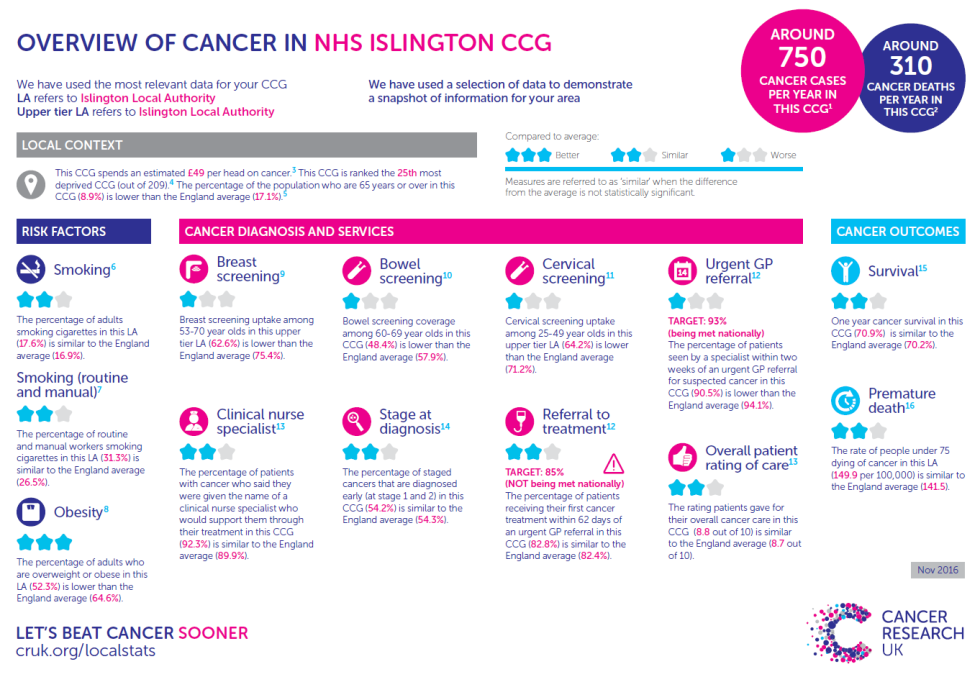 OVERVIEW OF CANCER IN NHS ISLINGTON CCG
We have used the most relevant data for your CCG
LA refers to Islington Local Authority
Upper tier LA refers to Islington Local Authority
We have used a selection of data to demonstrate
a snapshot of information for your area
AROUND
750
CANCER CASES
PER YEAR IN
THIS CCG¹
AROUND
310
CANCER DEATHS
PER YEAR IN
THIS CCG²
LOCAL CONTEXT
This CCG spends an estimated £49 per head on cancer.³ This CCG is ranked the 25th most
deprived CCG (out of 209).⁴ The percentage of the population who are 65 years or over in this
CCG (8.9%) is lower than the England average (17.1%).⁵
Compared to average:
Better
Similar
Worse
Measures are referred to as 'similar' when the difference
from the average is not statistically significant.
RISK FACTORS
Smoking⁶
The percentage of adults
smoking cigarettes in this LA
(17.6%) is similar to the England
average (16.9%).
Smoking (routine
and manual)⁷
The percentage of routine
and manual workers smoking
cigarettes in this LA (31.3%) is
similar to the England average
(26.5%).
Obesity⁸
The percentage of adults who
are overweight or obese in this
LA (52.3%) is lower than the
England average (64.6%).
CANCER DIAGNOSIS AND SERVICES
Breast
screening⁹
Breast screening uptake among
53-70 year olds in this upper
tier LA (62.6%) is lower than the
England average (75.4%).
Bowel
screening¹⁰
Bowel screening coverage
among 60-69 year olds in this
CCG (48.4%) is lower than the
England average (57.9%).
Cervical
screening¹¹
Cervical screening uptake
among 25-49 year olds in this
upper tier LA (64.2%) is lower
than the England average
(71.2%).
Urgent GP
referral¹²
14
TARGET: 93%
(being met nationally)
The percentage of patients
seen by a specialist within two
weeks of an urgent GP referral
for suspected cancer in this
CCG (90.5%) is lower than the
England average (94.1%).
Clinical nurse
specialist¹³
The percentage of patients
with cancer who said they
were given the name of a
clinical nurse specialist who
would support them through
their treatment in this CCG
(92.3%) is similar to the England
average (89.9%).
Stage at
diagnosis¹⁴
The percentage of staged
cancers that are diagnosed
early (at stage 1 and 2) in this
CCG (54.2%) is similar to the
England average (54.3%).
Referral to
treatment¹²
TARGET: 85%
(NOT being met nationally)
The percentage of patients
receiving their first cancer
treatment within 62 days of
an urgent GP referral in this
CCG (82.8%) is similar to the
England average (82.4%).
Overall patient
rating of care¹³
The rating patients gave for
their overall cancer care in this
CCG (8.8 out of 10) is similar
to the England average (8.7 out
of 10).
CANCER OUTCOMES
Survival¹⁵
One year cancer survival in this
CCG (70.9%) is similar to the
England average (70.2%).
Premature
death¹⁶
The rate of people under 75
dying of cancer in this LA
(149.9 per 100,000) is similar to
the England average (141.5).
Nov 2016
LET'S BEAT CANCER SOONER
cruk.org/localstats
CANCER
RESEARCH
UK